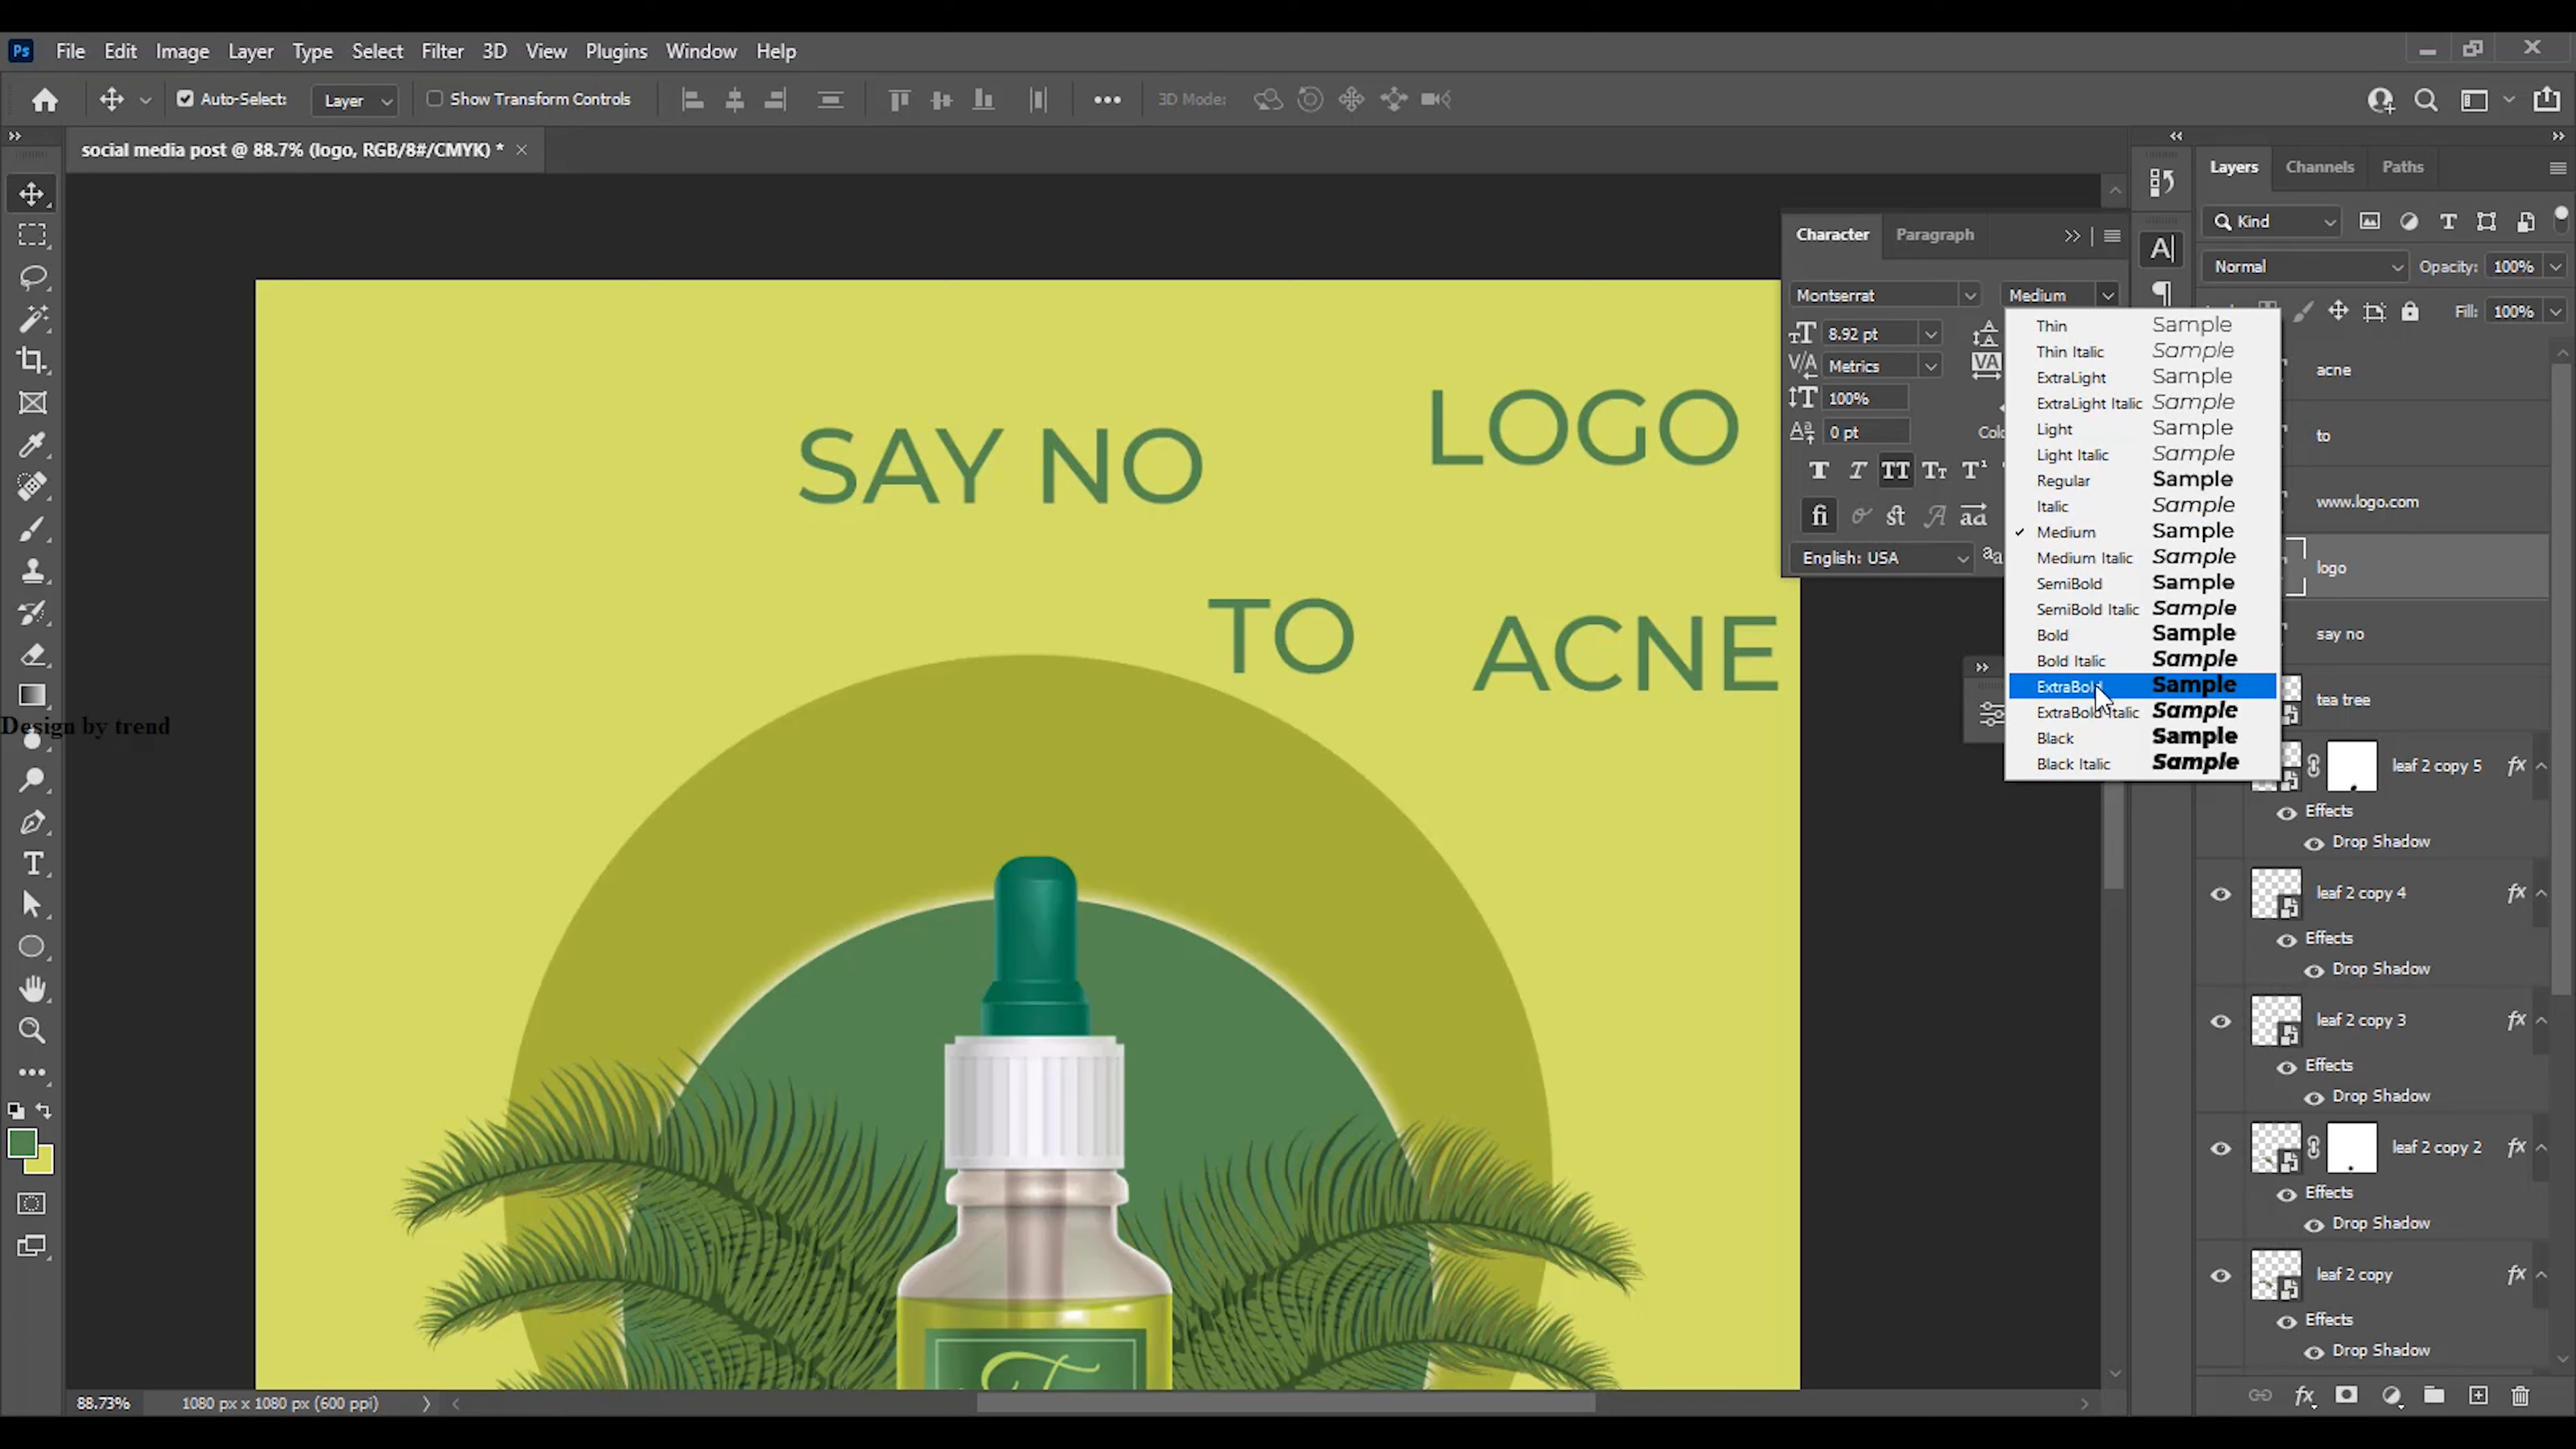 Ps File Edit Image Layer Type Select Filter 3D View Plugins Window Help
Auto-Select: Layer Show Transform Controls 3D Mode:
social media post @ 88.7% (logo, RGB/8#/CMYK) *
Layers Channels Paths
Kind
Normal Opacity: 100%
Fill: 100%
Character Paragraph
Montserrat Medium
8.92 pt
Metrics
100%
0 pt
English: USA
Thin Sample
Thin Italic Sample
ExtraLight Sample
ExtraLight Italic Sample
Light Sample
Light Italic Sample
Regular Sample
Italic Sample
Medium Sample
Medium Italic Sample
SemiBold Sample
SemiBold Italic Sample
Bold Sample
Bold Italic Sample
ExtraBold Sample
ExtraBold Italic Sample
Black Sample
Black Italic Sample
LOGO
SAY NO
TO
ACNE
Design by trend
acne
to
www.logo.com
logo
say no
tea tree
leaf 2 copy 5 fx
Effects
Drop Shadow
leaf 2 copy 4 fx
Effects
Drop Shadow
leaf 2 copy 3 fx
Effects
Drop Shadow
leaf 2 copy 2 fx
Effects
Drop Shadow
leaf 2 copy fx
Effects
Drop Shadow
88.73% 1080 px x 1080 px (600 ppi)